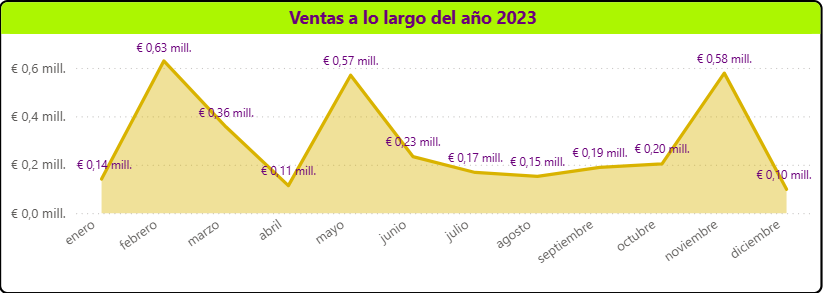 Ventas a lo largo del año 2023
€ 0,6 mill.
€ 0,4 mill.
€ 0,2 mill.
€ 0,0 mill.
€ 0,14 mill.
€ 0,63 mill.
€ 0,36 mill.
€ 0,11 mill.
€ 0,57 mill.
€ 0,23 mill.
€ 0,17 mill.
€ 0,15 mill.
€ 0,19 mill.
€ 0,20 mill.
€ 0,58 mill.
€ 0,10 mill.
enero
febrero
marzo
abril
mayo
junio
julio
agosto
septiembre
octubre
noviembre
diciembre